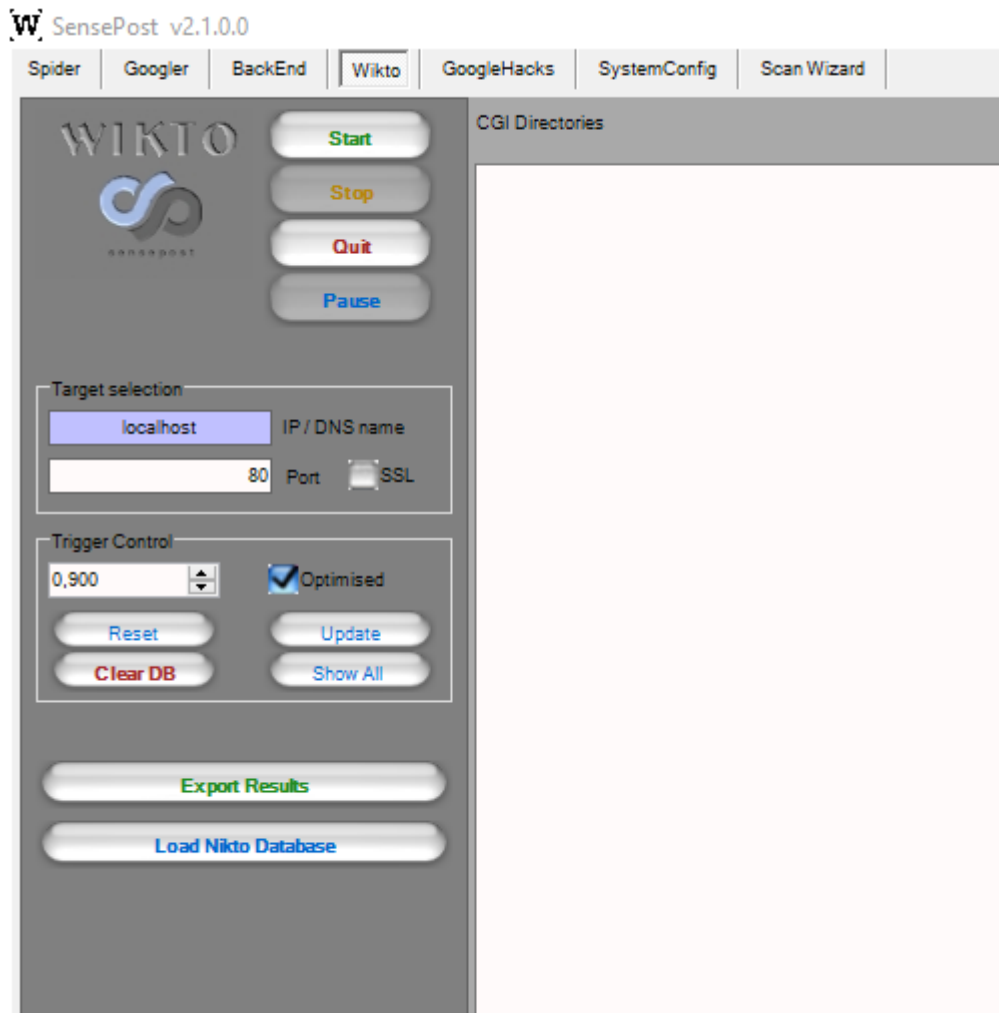 W SensePost v2.1.0.0
Spider Googler BackEnd Wikto GoogleHacks SystemConfig Scan Wizard
WIKTO
sensepost
Start
Stop
Quit
Pause
CGI Directories
Target selection
localhost IP / DNS name
80 Port SSL
Trigger Control
0,900 Optimised
Reset Update
Clear DB Show All
Export Results
Load Nikto Database